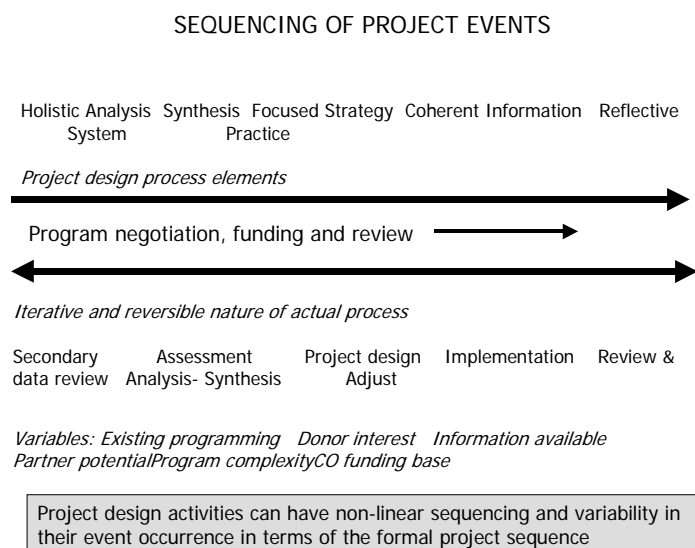 SEQUENCING OF PROJECT EVENTS
Holistic Analysis Synthesis Focused Strategy Coherent Information Reflective
System Practice
Project design process elements
Program negotiation, funding and review
Iterative and reversible nature of actual process
Secondary Assessment Project design Implementation Review &
data review Analysis- Synthesis Adjust
Variables: Existing programming Donor interest Information available
Partner potentialProgram complexityCO funding base
Project design activities can have non-linear sequencing and variability in
their event occurrence in terms of the formal project sequence